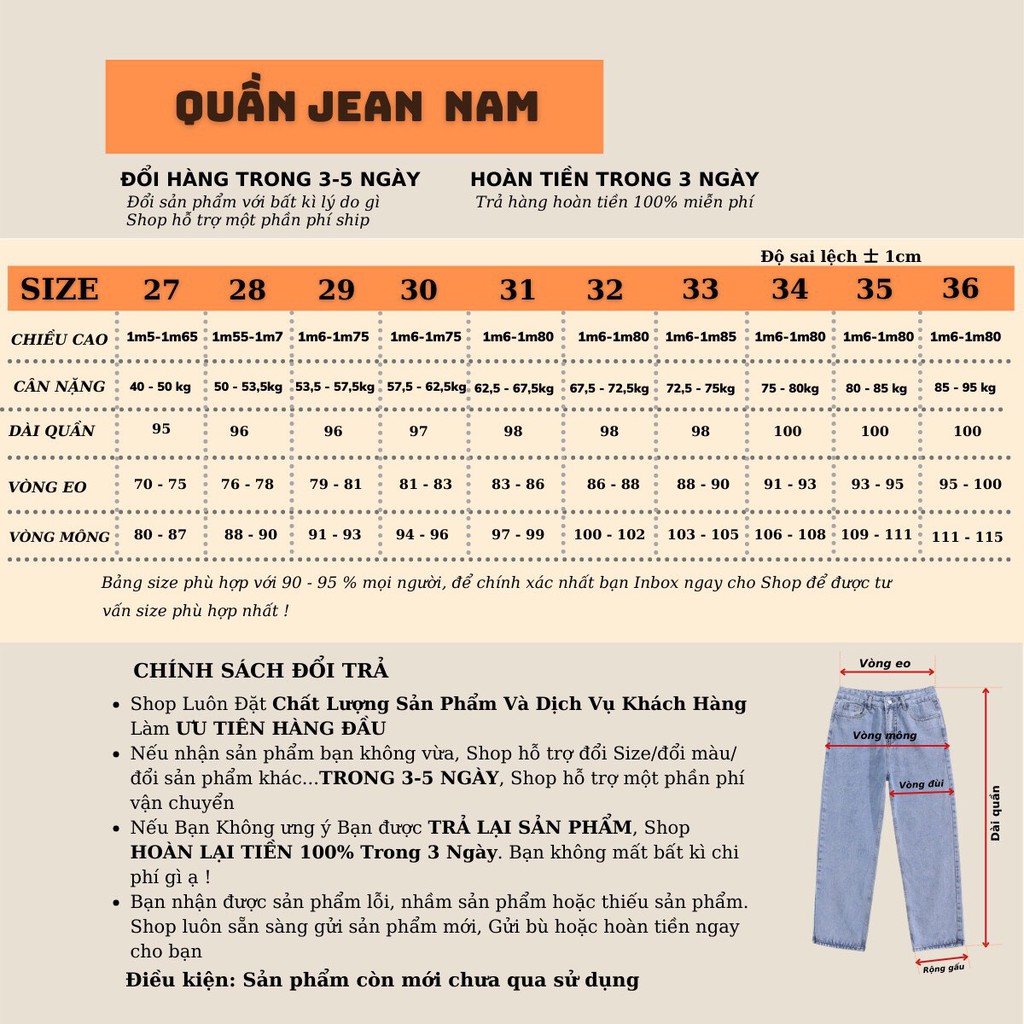 QUẦN JEAN NAM
ĐỔI HÀNG TRONG 3-5 NGÀY
Đổi sản phẩm với bất kì lý do gì
Shop hỗ trợ một phần phí ship
HOÀN TIỀN TRONG 3 NGÀY
Trả hàng hoàn tiền 100% miễn phí
Độ sai lệch ± 1cm
SIZE 27 28 29 30 31 32 33 34 35 36
CHIỀU CAO 1m5-1m65 1m55-1m7 1m6-1m75 1m6-1m75 1m6-1m80 1m6-1m80 1m6-1m85 1m6-1m80 1m6-1m80 1m6-1m80
CÂN NẶNG 40 - 50 kg 50 - 53,5kg 53,5 - 57,5kg 57,5 - 62,5kg 62,5 - 67,5kg 67,5 - 72,5kg 72,5 - 75kg 75 - 80kg 80 - 85 kg 85 - 95 kg
DÀI QUẦN 95 96 96 97 98 98 98 100 100 100
VÒNG EO 70 - 75 76 - 78 79 - 81 81 - 83 83 - 86 86 - 88 88 - 90 91 - 93 93 - 95 95 - 100
VÒNG MÔNG 80 - 87 88 - 90 91 - 93 94 - 96 97 - 99 100 - 102 103 - 105 106 - 108 109 - 111 111 - 115
Bảng size phù hợp với 90 - 95 % mọi người, để chính xác nhất bạn Inbox ngay cho Shop để được tư
vấn size phù hợp nhất !
CHÍNH SÁCH ĐỔI TRẢ
• Shop Luôn Đặt Chất Lượng Sản Phẩm Và Dịch Vụ Khách Hàng
Làm ƯU TIÊN HÀNG ĐẦU
• Nếu nhận sản phẩm bạn không vừa, Shop hỗ trợ đổi Size/đổi màu/
đổi sản phẩm khác...TRONG 3-5 NGÀY, Shop hỗ trợ một phần phí
vận chuyển
• Nếu Bạn Không ưng ý Bạn được TRẢ LẠI SẢN PHẨM, Shop
HOÀN LẠI TIỀN 100% Trong 3 Ngày. Bạn không mất bất kì chi
phí gì ạ !
• Bạn nhận được sản phẩm lỗi, nhầm sản phẩm hoặc thiếu sản phẩm.
Shop luôn sẵn sàng gửi sản phẩm mới, Gửi bù hoặc hoàn tiền ngay
cho bạn
Điều kiện: Sản phẩm còn mới chưa qua sử dụng
Vòng eo
Vòng mông
Vòng đùi
Dài quần
Rộng gấu